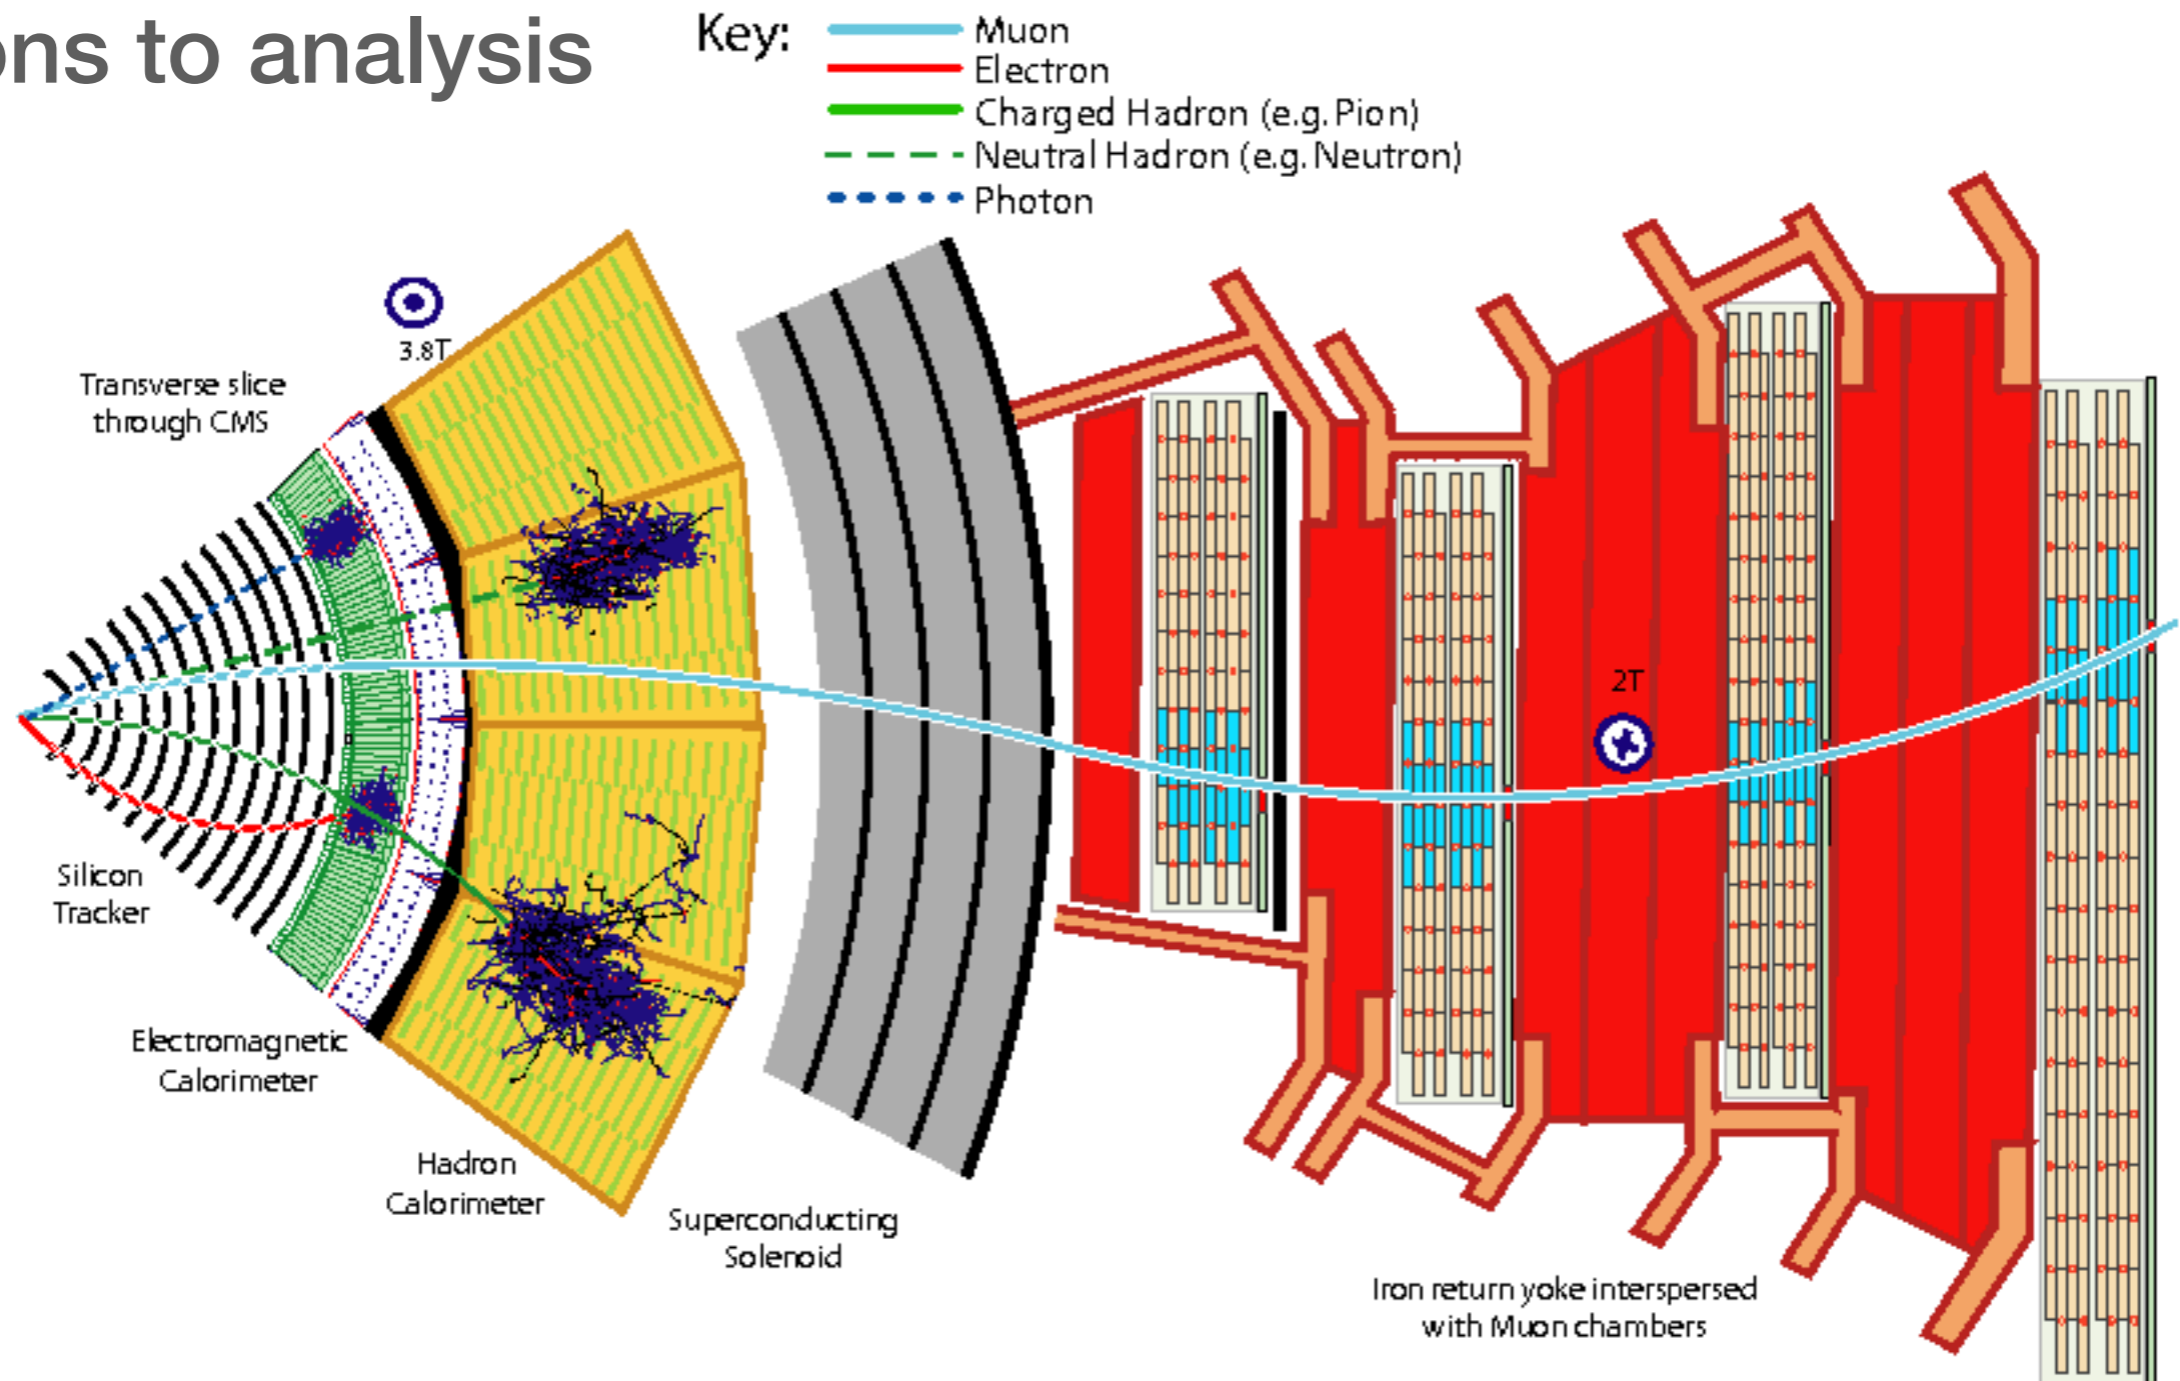 ons to analysis
Key:
Muon
Electron
Charged Hadron (e.g. Pion)
Neutral Hadron (e.g. Neutron)
Photon
3.8T
Transverse slice
through CMS
2T
Silicon
Tracker
Electromagnetic
Calorimeter
Hadron
Calorimeter
Superconducting
Solenoid
Iron return yoke interspersed
with Muon chambers